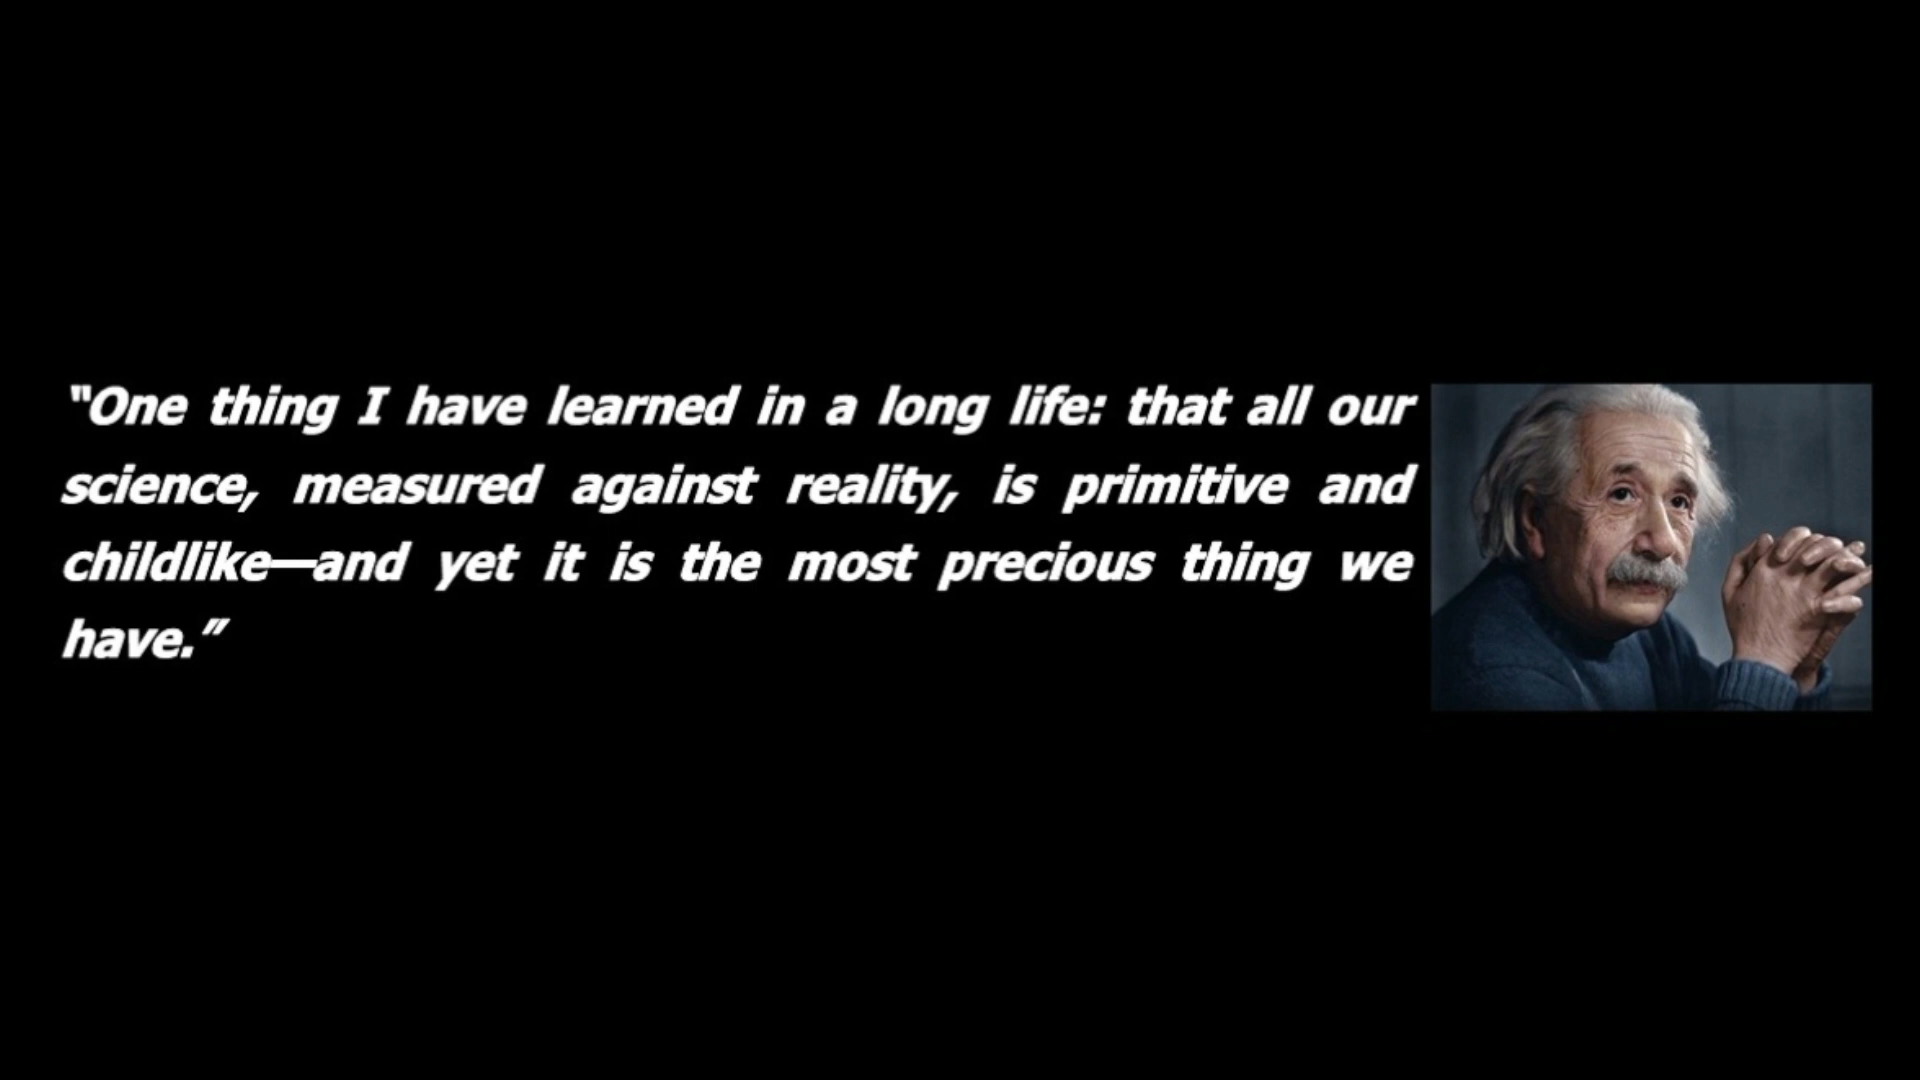 “One thing I have learned in a long life: that all our
science, measured against reality, is primitive and
childlike—and yet it is the most precious thing we
have.”